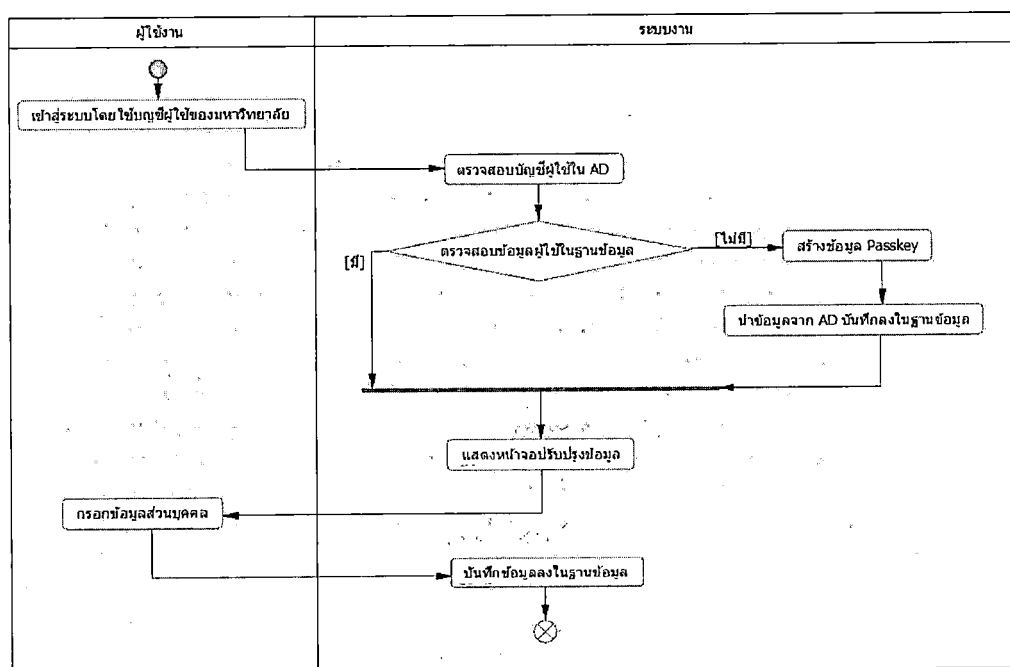 ผู้ใช้งาน
ระบบงาน
เข้าสู่ระบบโดยใช้บัญชีผู้ใช้ของมหาวิทยาลัย
ตรวจสอบบัญชีผู้ใช้ใน AD
ตรวจสอบข้อมูลผู้ใช้ในฐานข้อมูล
[ไม่มี]
สร้างข้อมูล Passkey
[มี]
นำข้อมูลจาก AD บันทึกลงในฐานข้อมูล
แสดงหน้าจอปรับปรุงข้อมูล
กรอกข้อมูลส่วนบุคคล
บันทึกข้อมูลลงในฐานข้อมูล